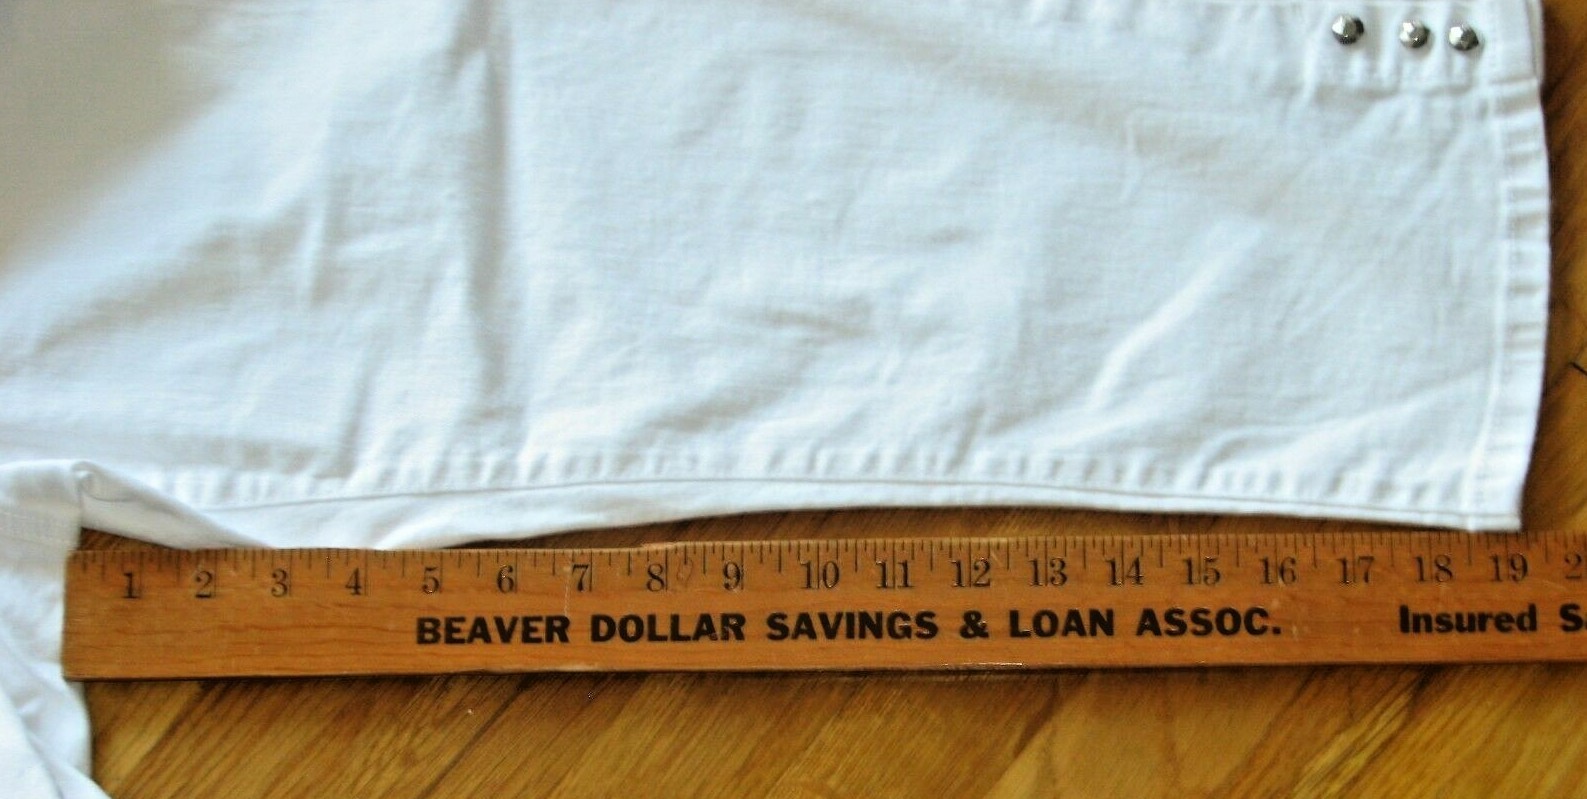 1 2 3 4 5 6 7 8 9 10 11 12 13 14 15 16 17 18 19
BEAVER DOLLAR SAVINGS & LOAN ASSOC. Insured